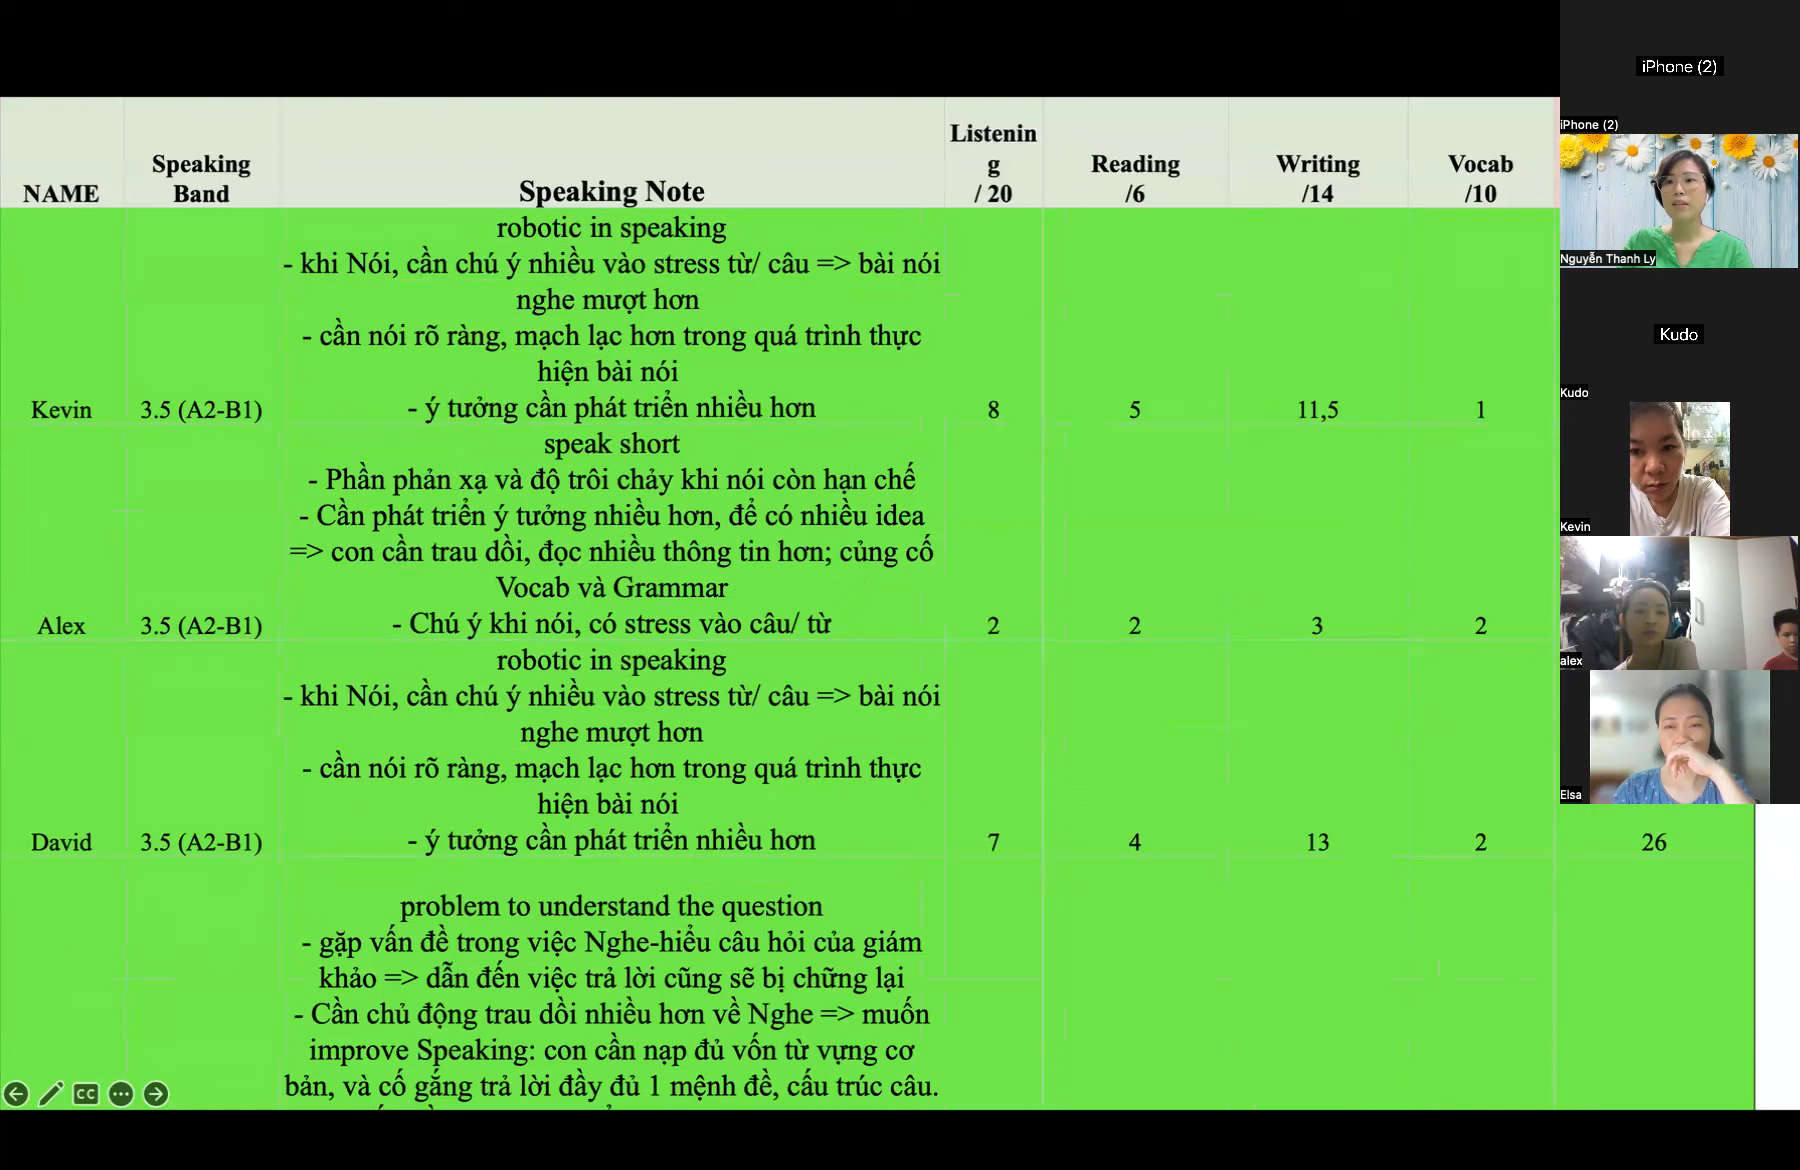 NAME
Speaking
Band
Speaking Note
Listenin
g
/ 20
Reading
/6
Writing
/14
Vocab
/10
robotic in speaking
- khi Nói, cần chú ý nhiều vào stress từ/ câu => bài nói
nghe mượt hơn
- cần nói rõ ràng, mạch lạc hơn trong quá trình thực
hiện bài nói
- ý tưởng cần phát triển nhiều hơn
Kevin
3.5 (A2-B1)
8
5
11,5
1
speak short
- Phần phản xạ và độ trôi chảy khi nói còn hạn chế
- Cần phát triển ý tưởng nhiều hơn, để có nhiều idea
=> con cần trau dồi, đọc nhiều thông tin hơn; củng cố
Vocab và Grammar
- Chú ý khi nói, có stress vào câu/ từ
Alex
3.5 (A2-B1)
2
2
3
2
robotic in speaking
- khi Nói, cần chú ý nhiều vào stress từ/ câu => bài nói
nghe mượt hơn
- cần nói rõ ràng, mạch lạc hơn trong quá trình thực
hiện bài nói
- ý tưởng cần phát triển nhiều hơn
David
3.5 (A2-B1)
7
4
13
2
26
problem to understand the question
- gặp vấn đề trong việc Nghe-hiểu câu hỏi của giám
khảo => dẫn đến việc trả lời cũng sẽ bị chững lại
- Cần chủ động trau dồi nhiều hơn về Nghe => muốn
improve Speaking: con cần nạp đủ vốn từ vựng cơ
bản, và cố gắng trả lời đầy đủ 1 mệnh đề, cấu trúc câu.
CC
iPhone (2)
iPhone (2)
Nguyễn Thanh Ly
Kudo
Kudo
Kevin
alex
Elsa